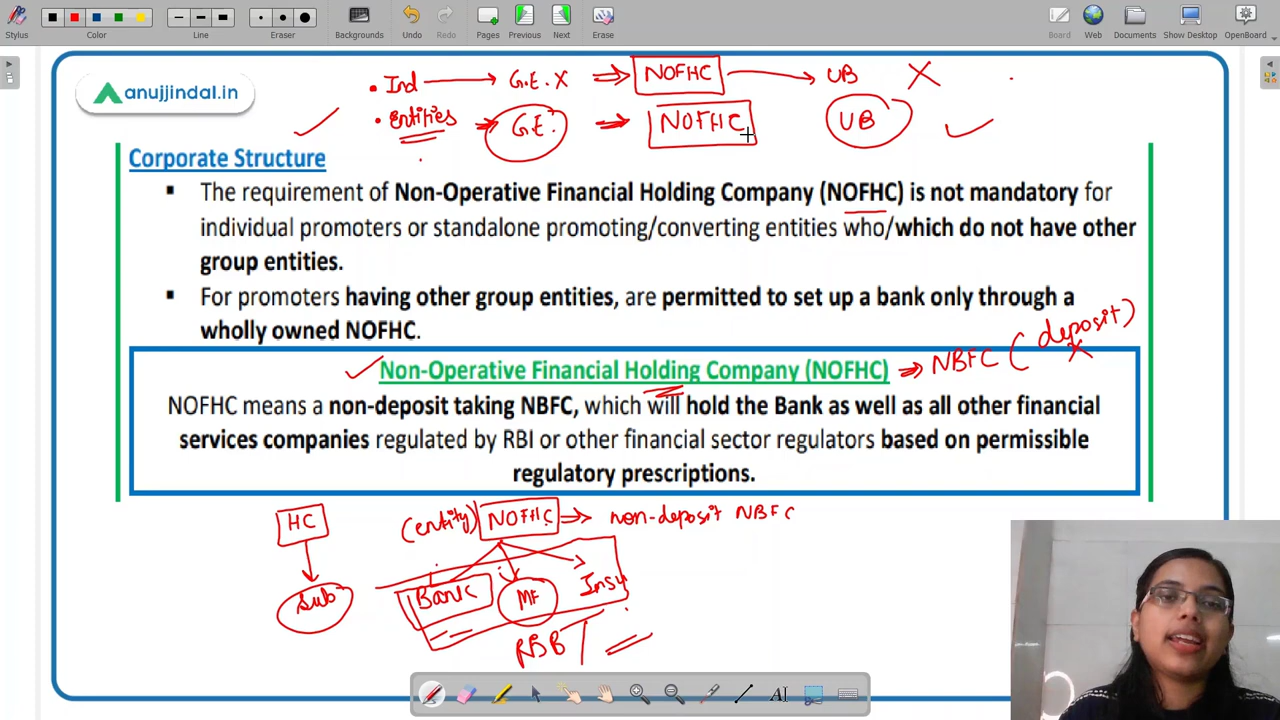 Stylus
Color
Line
Eraser
Backgrounds
Undo
Redo
Pages
Previous
Next
Erase
Board
Web
Documents
Show Desktop
OpenBoard
anujjindal.in
• Ind → G.E. X ⇒ NOFHC → UB X
• Entities ⇒ G.E. ⇒ NOFHC UB ✓
Corporate Structure
▪ The requirement of Non-Operative Financial Holding Company (NOFHC) is not mandatory for
individual promoters or standalone promoting/converting entities who/which do not have other
group entities.
▪ For promoters having other group entities, are permitted to set up a bank only through a
wholly owned NOFHC.
Non-Operative Financial Holding Company (NOFHC) ⇒ NBFC (deposit) X
NOFHC means a non-deposit taking NBFC, which will hold the Bank as well as all other financial
services companies regulated by RBI or other financial sector regulators based on permissible
regulatory prescriptions.
HC
Sub
(entity) NOFHC ⇒ non-deposit NBFC
Bank MF Insu